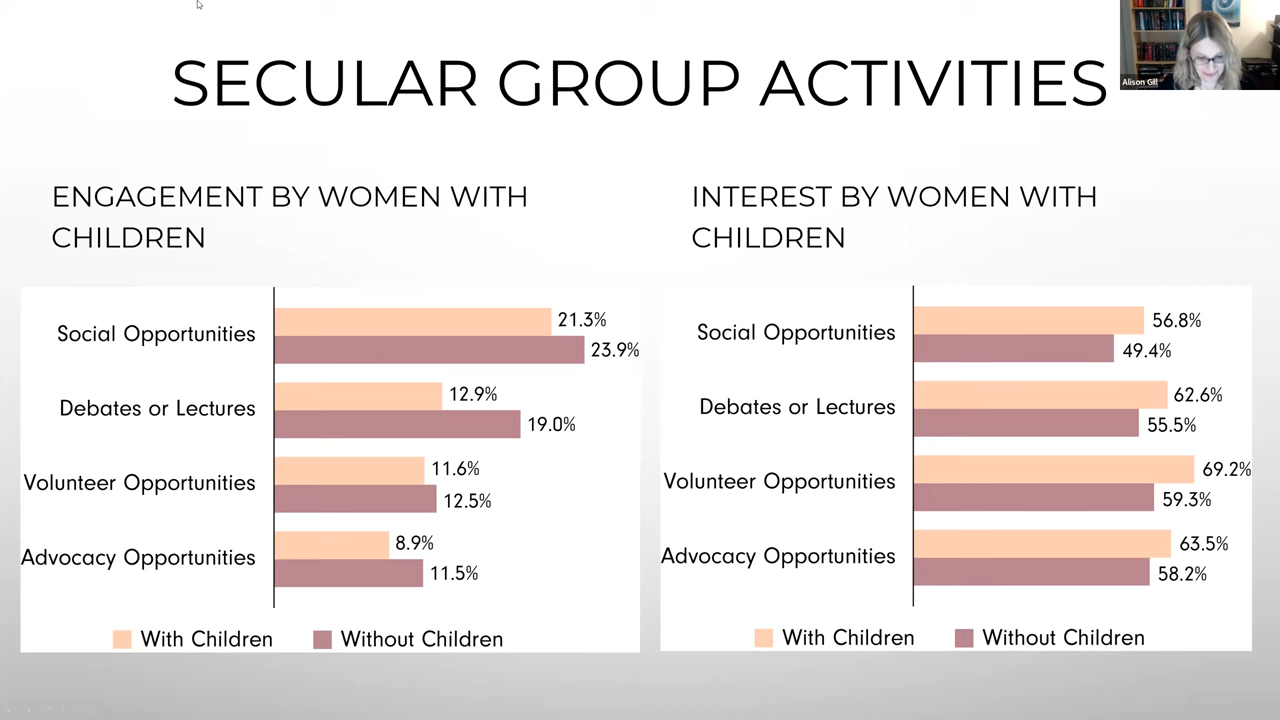 SECULAR GROUP ACTIVITIES
Alison Gill
ENGAGEMENT BY WOMEN WITH
CHILDREN
Social Opportunities
21.3%
23.9%
Debates or Lectures
12.9%
19.0%
Volunteer Opportunities
11.6%
12.5%
Advocacy Opportunities
8.9%
11.5%
With Children
Without Children
INTEREST BY WOMEN WITH
CHILDREN
Social Opportunities
56.8%
49.4%
Debates or Lectures
62.6%
55.5%
Volunteer Opportunities
69.2%
59.3%
Advocacy Opportunities
63.5%
58.2%
With Children
Without Children